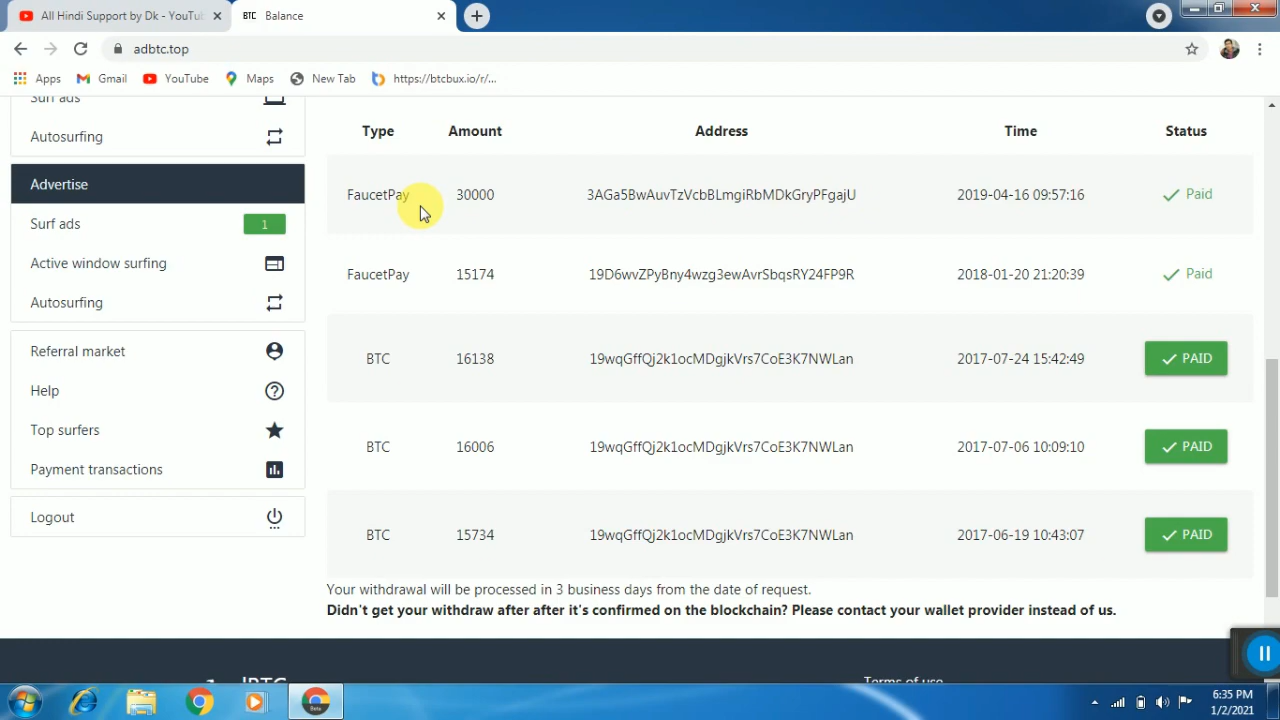 All Hindi Support by Dk - YouTu
BTC Balance
adbtc.top
Apps Gmail YouTube Maps New Tab https://btcbux.io/r/...
Surf ads
Autosurfing
Advertise
Surf ads 1
Active window surfing
Autosurfing
Referral market
Help
Top surfers
Payment transactions
Logout
Type Amount Address Time Status
FaucetPay 30000 3AGa5BwAuvTzVcbBLmgiRbMDkGryPFgajU 2019-04-16 09:57:16 Paid
FaucetPay 15174 19D6wvZPyBny4wzg3ewAvrSbqsRY24FP9R 2018-01-20 21:20:39 Paid
BTC 16138 19wqGffQj2k1ocMDgjkVrs7CoE3K7NWLan 2017-07-24 15:42:49 PAID
BTC 16006 19wqGffQj2k1ocMDgjkVrs7CoE3K7NWLan 2017-07-06 10:09:10 PAID
BTC 15734 19wqGffQj2k1ocMDgjkVrs7CoE3K7NWLan 2017-06-19 10:43:07 PAID
Your withdrawal will be processed in 3 business days from the date of request.
Didn't get your withdraw after after it's confirmed on the blockchain? Please contact your wallet provider instead of us.
Terms of use
Beta
6:35 PM
1/2/2021